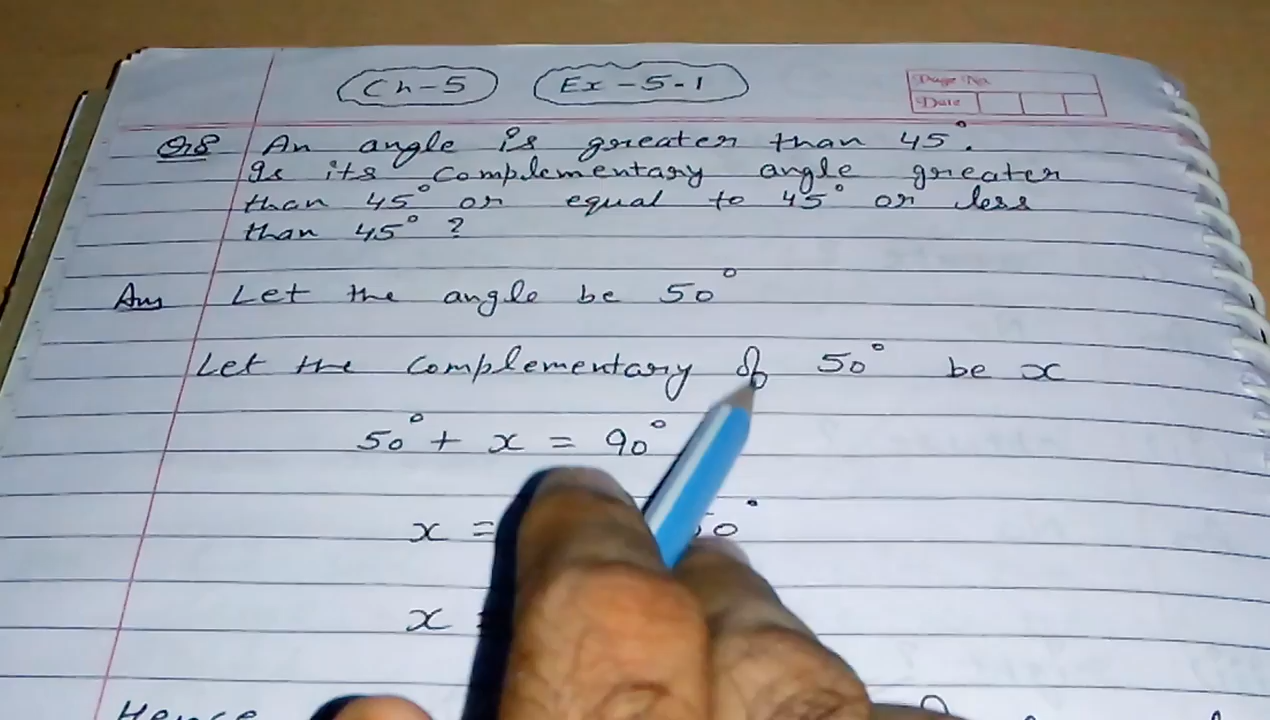 Ch-5 Ex-5.1
Page No.
Date
Q.8 An angle is greater than 45°.
Is its complementary angle greater
than 45° or equal to 45° or less
than 45° ?
Ans Let the angle be 50°
Let the complementary of 50° be x
50° + x = 90°
x = 50°
x =
Hence